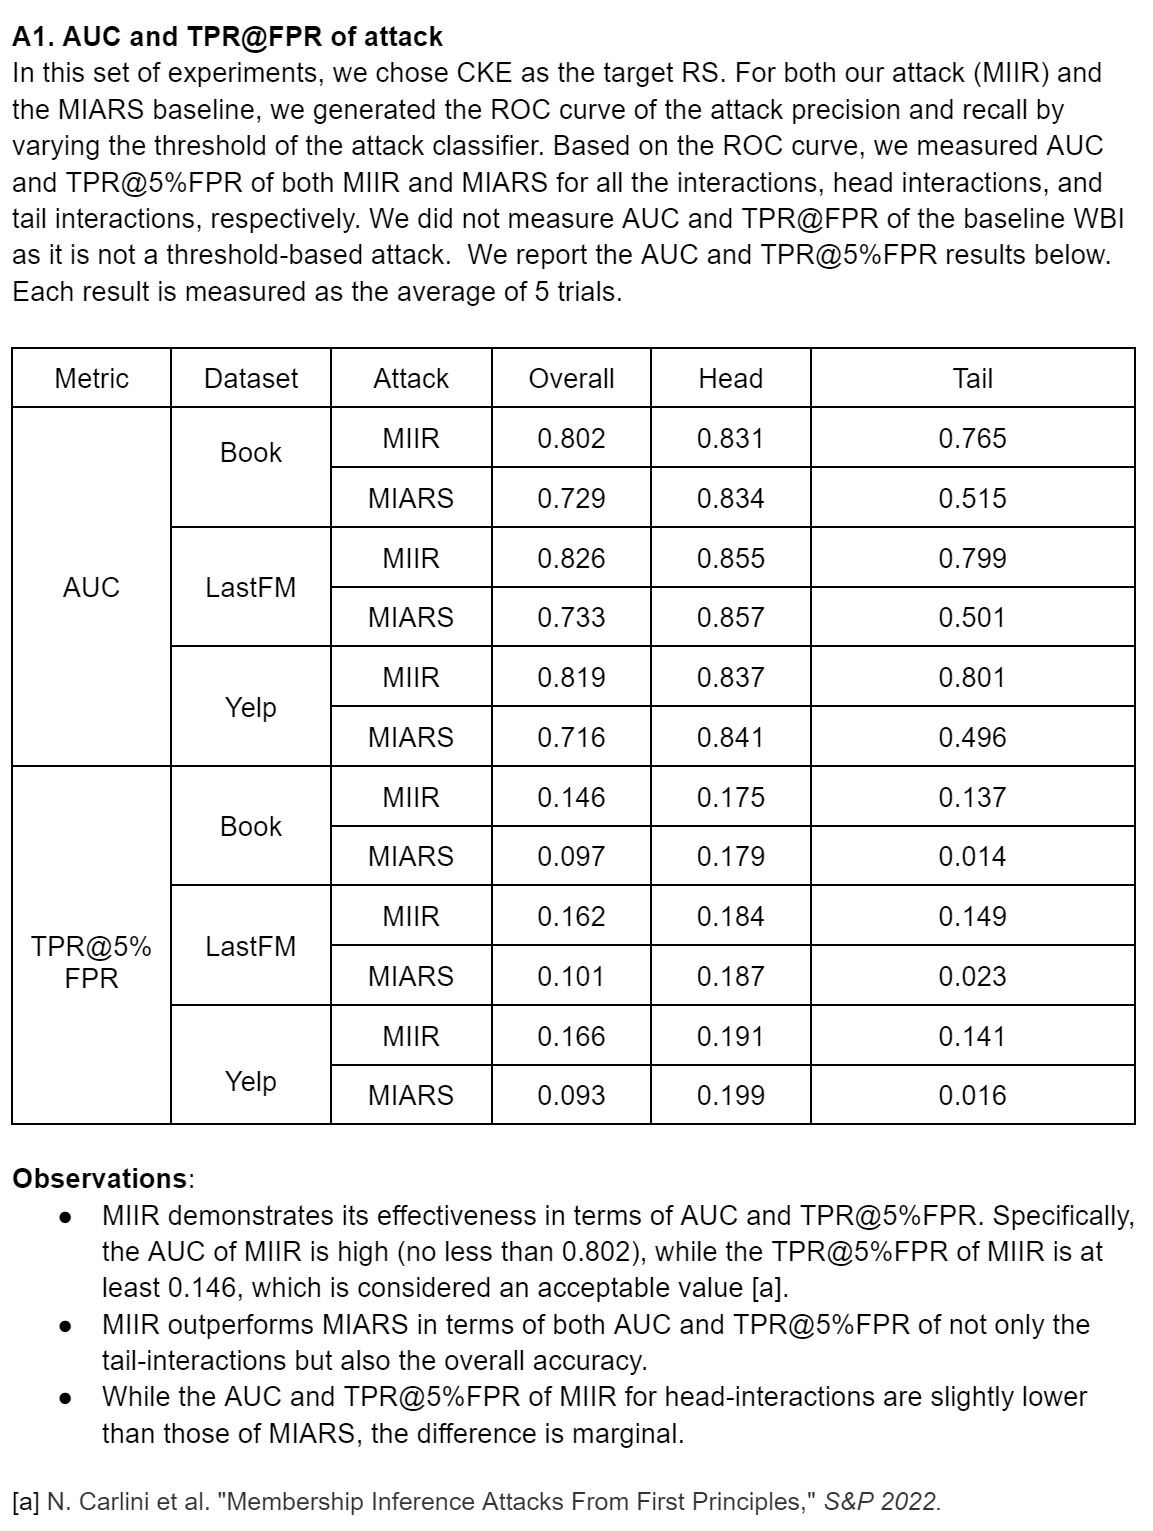 A1. AUC and TPR@FPR of attack
In this set of experiments, we chose CKE as the target RS. For both our attack (MIIR) and
the MIARS baseline, we generated the ROC curve of the attack precision and recall by
varying the threshold of the attack classifier. Based on the ROC curve, we measured AUC
and TPR@5%FPR of both MIIR and MIARS for all the interactions, head interactions, and
tail interactions, respectively. We did not measure AUC and TPR@FPR of the baseline WBI
as it is not a threshold-based attack.  We report the AUC and TPR@5%FPR results below.
Each result is measured as the average of 5 trials.
Metric Dataset Attack Overall Head Tail
AUC
Book
MIIR 0.802 0.831 0.765
MIARS 0.729 0.834 0.515
LastFM
MIIR 0.826 0.855 0.799
MIARS 0.733 0.857 0.501
Yelp
MIIR 0.819 0.837 0.801
MIARS 0.716 0.841 0.496
TPR@5%
FPR
Book
MIIR 0.146 0.175 0.137
MIARS 0.097 0.179 0.014
LastFM
MIIR 0.162 0.184 0.149
MIARS 0.101 0.187 0.023
Yelp
MIIR 0.166 0.191 0.141
MIARS 0.093 0.199 0.016
Observations:
● MIIR demonstrates its effectiveness in terms of AUC and TPR@5%FPR. Specifically,
the AUC of MIIR is high (no less than 0.802), while the TPR@5%FPR of MIIR is at
least 0.146, which is considered an acceptable value [a].
● MIIR outperforms MIARS in terms of both AUC and TPR@5%FPR of not only the
tail-interactions but also the overall accuracy.
● While the AUC and TPR@5%FPR of MIIR for head-interactions are slightly lower
than those of MIARS, the difference is marginal.
[a] N. Carlini et al. "Membership Inference Attacks From First Principles," S&P 2022.